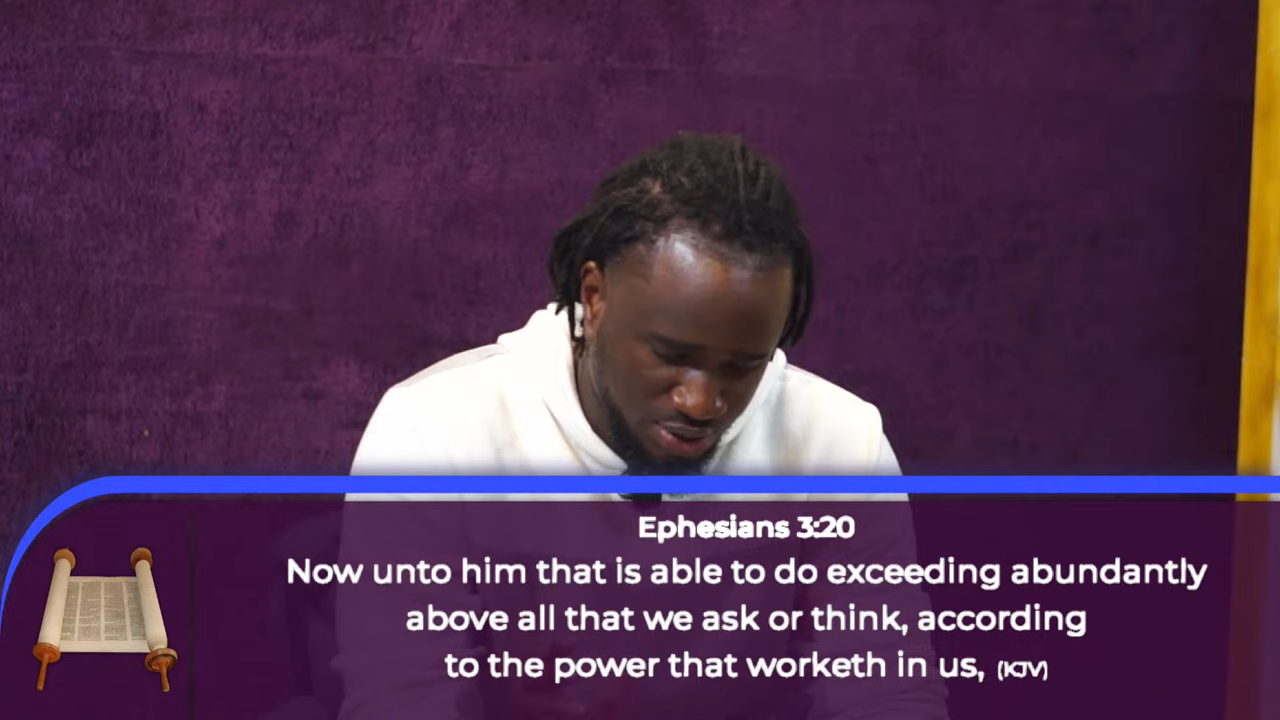 Ephesians 3:20
Now unto him that is able to do exceeding abundantly
above all that we ask or think, according
to the power that worketh in us, (KJV)